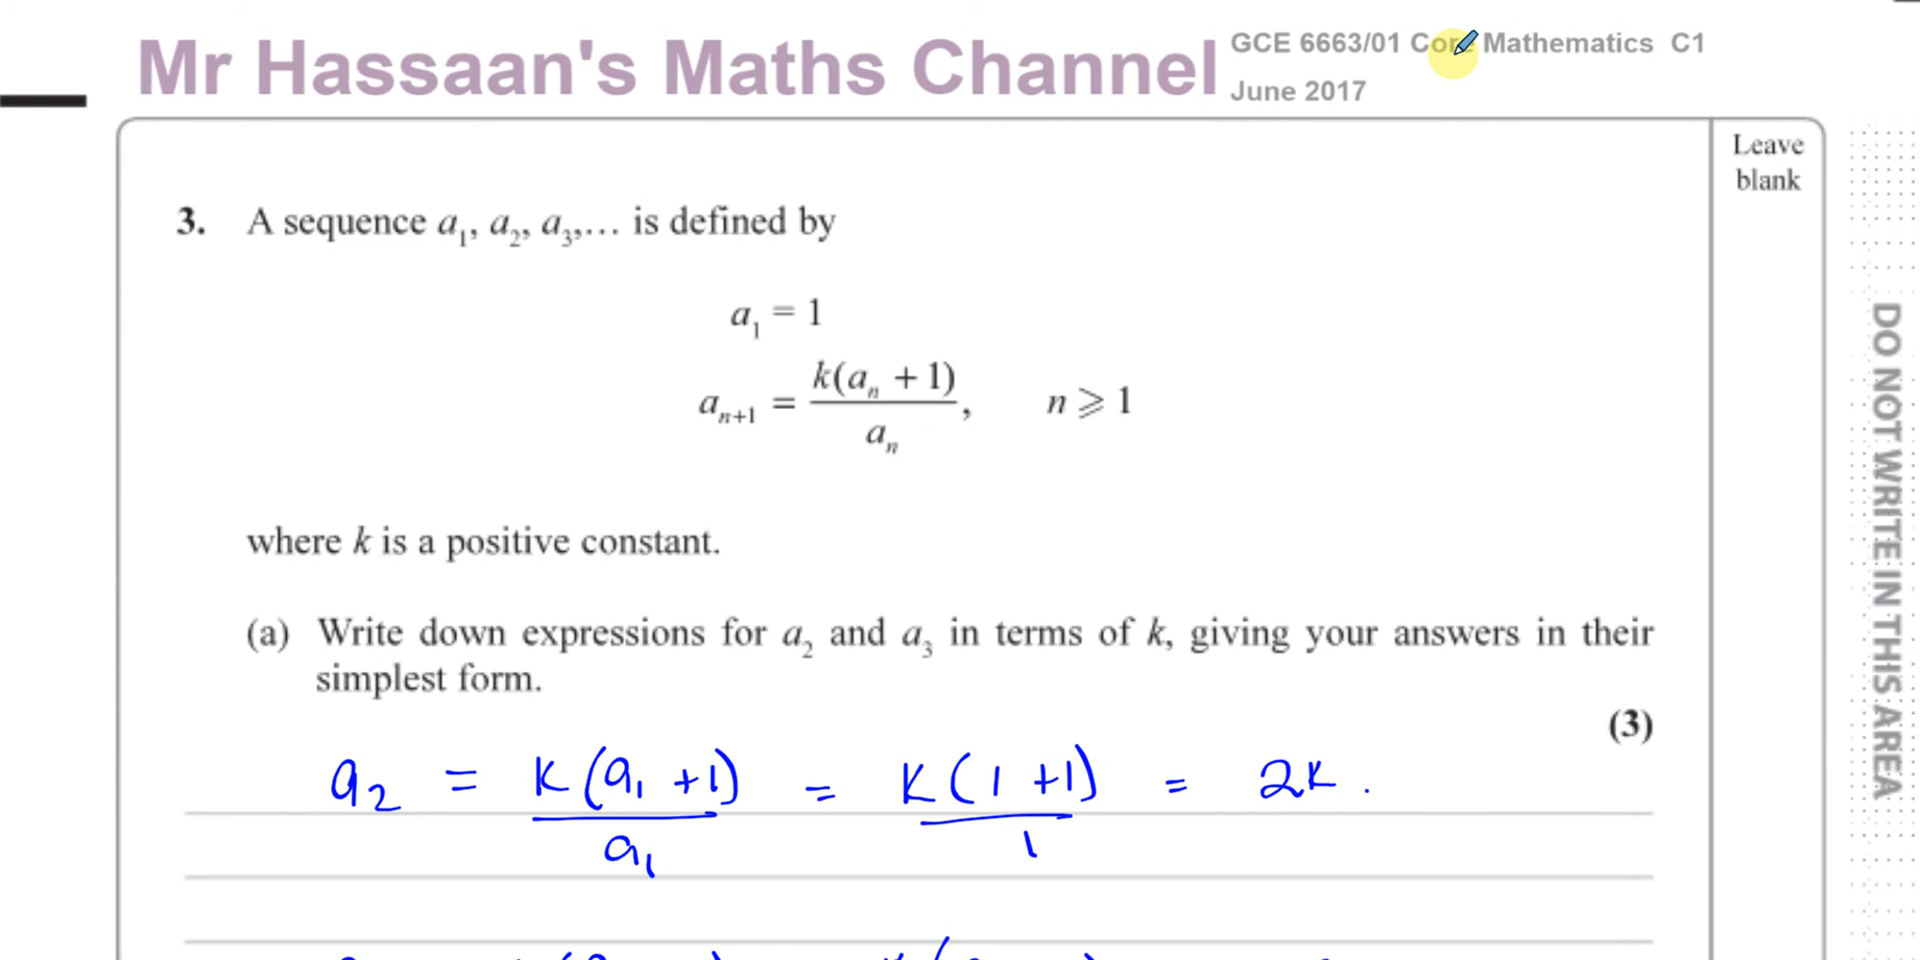 Mr Hassaan's Maths Channel
GCE 6663/01 Core Mathematics C1
June 2017
Leave
blank
3. A sequence a₁, a₂, a₃,... is defined by
a₁ = 1
aₙ₊₁ = k(aₙ + 1)/aₙ, n ⩾ 1
where k is a positive constant.
(a) Write down expressions for a₂ and a₃ in terms of k, giving your answers in their
simplest form.
(3)
a₂ = k(a₁ + 1)/a₁ = k(1 + 1)/1 = 2k.
DO NOT WRITE IN THIS AREA